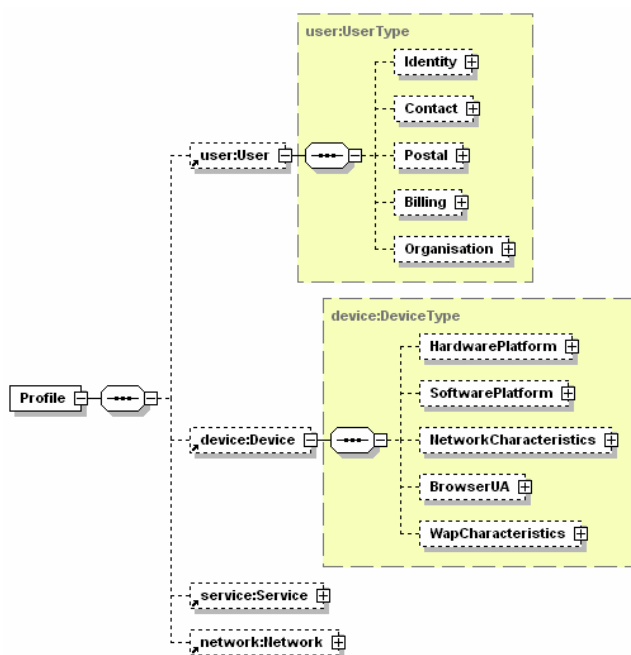 user:UserType
Identity
Contact
user:User
Postal
Billing
Organisation
device:DeviceType
HardwarePlatform
Profile
SoftwarePlatform
device:Device
NetworkCharacteristics
BrowserUA
WapCharacteristics
service:Service
network:Network